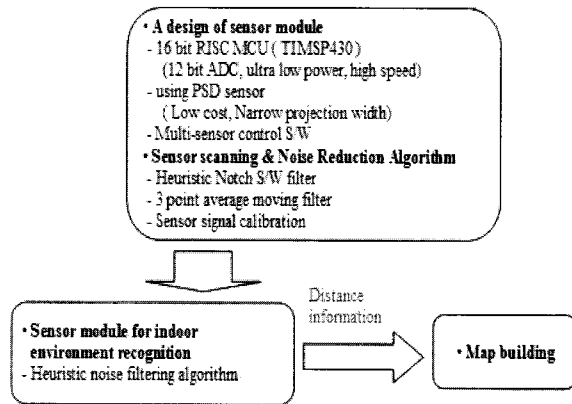 • A design of sensor module
- 16 bit RISC MCU ( TIMSP430 )
(12 bit ADC, ultra low power, high speed)
- using PSD sensor
( Low cost, Narrow projection width)
- Multi-sensor control S/W
• Sensor scanning & Noise Reduction Algorithm
- Heuristic Notch S/W filter
- 3 point average moving filter
- Sensor signal calibration
• Sensor module for indoor
environment recognition
- Heuristic noise filtering algorithm
Distance
information
• Map building